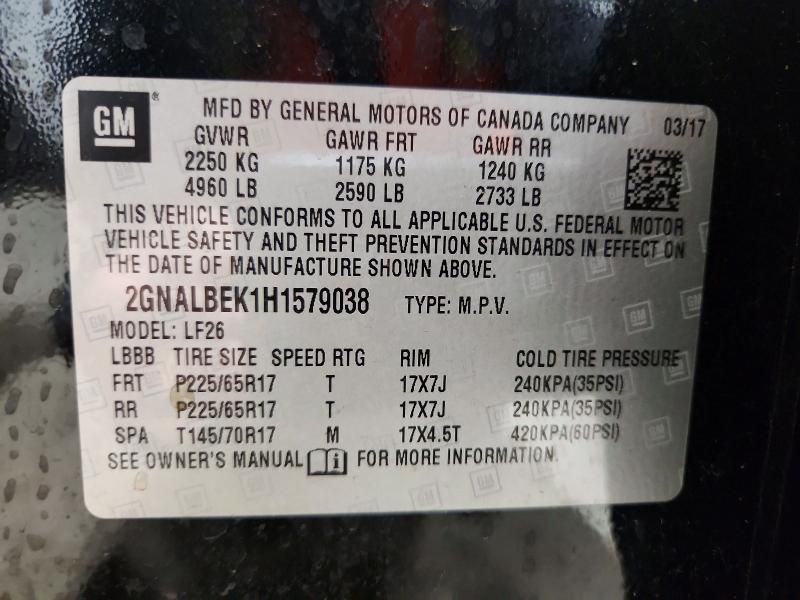 GM® MFD BY GENERAL MOTORS OF CANADA COMPANY 03/17
GVWR GAWR FRT GAWR RR
2250 KG 1175 KG 1240 KG
4960 LB 2590 LB 2733 LB
THIS VEHICLE CONFORMS TO ALL APPLICABLE U.S. FEDERAL MOTOR
VEHICLE SAFETY AND THEFT PREVENTION STANDARDS IN EFFECT ON
THE DATE OF MANUFACTURE SHOWN ABOVE.
2GNALBEK1H1579038 TYPE: M.P.V.
MODEL: LF26
LBBB TIRE SIZE SPEED RTG RIM COLD TIRE PRESSURE
FRT P225/65R17 T 17X7J 240KPA(35PSI)
RR P225/65R17 T 17X7J 240KPA(35PSI)
SPA T145/70R17 M 17X4.5T 420KPA(60PSI)
SEE OWNER'S MANUAL i FOR MORE INFORMATION.